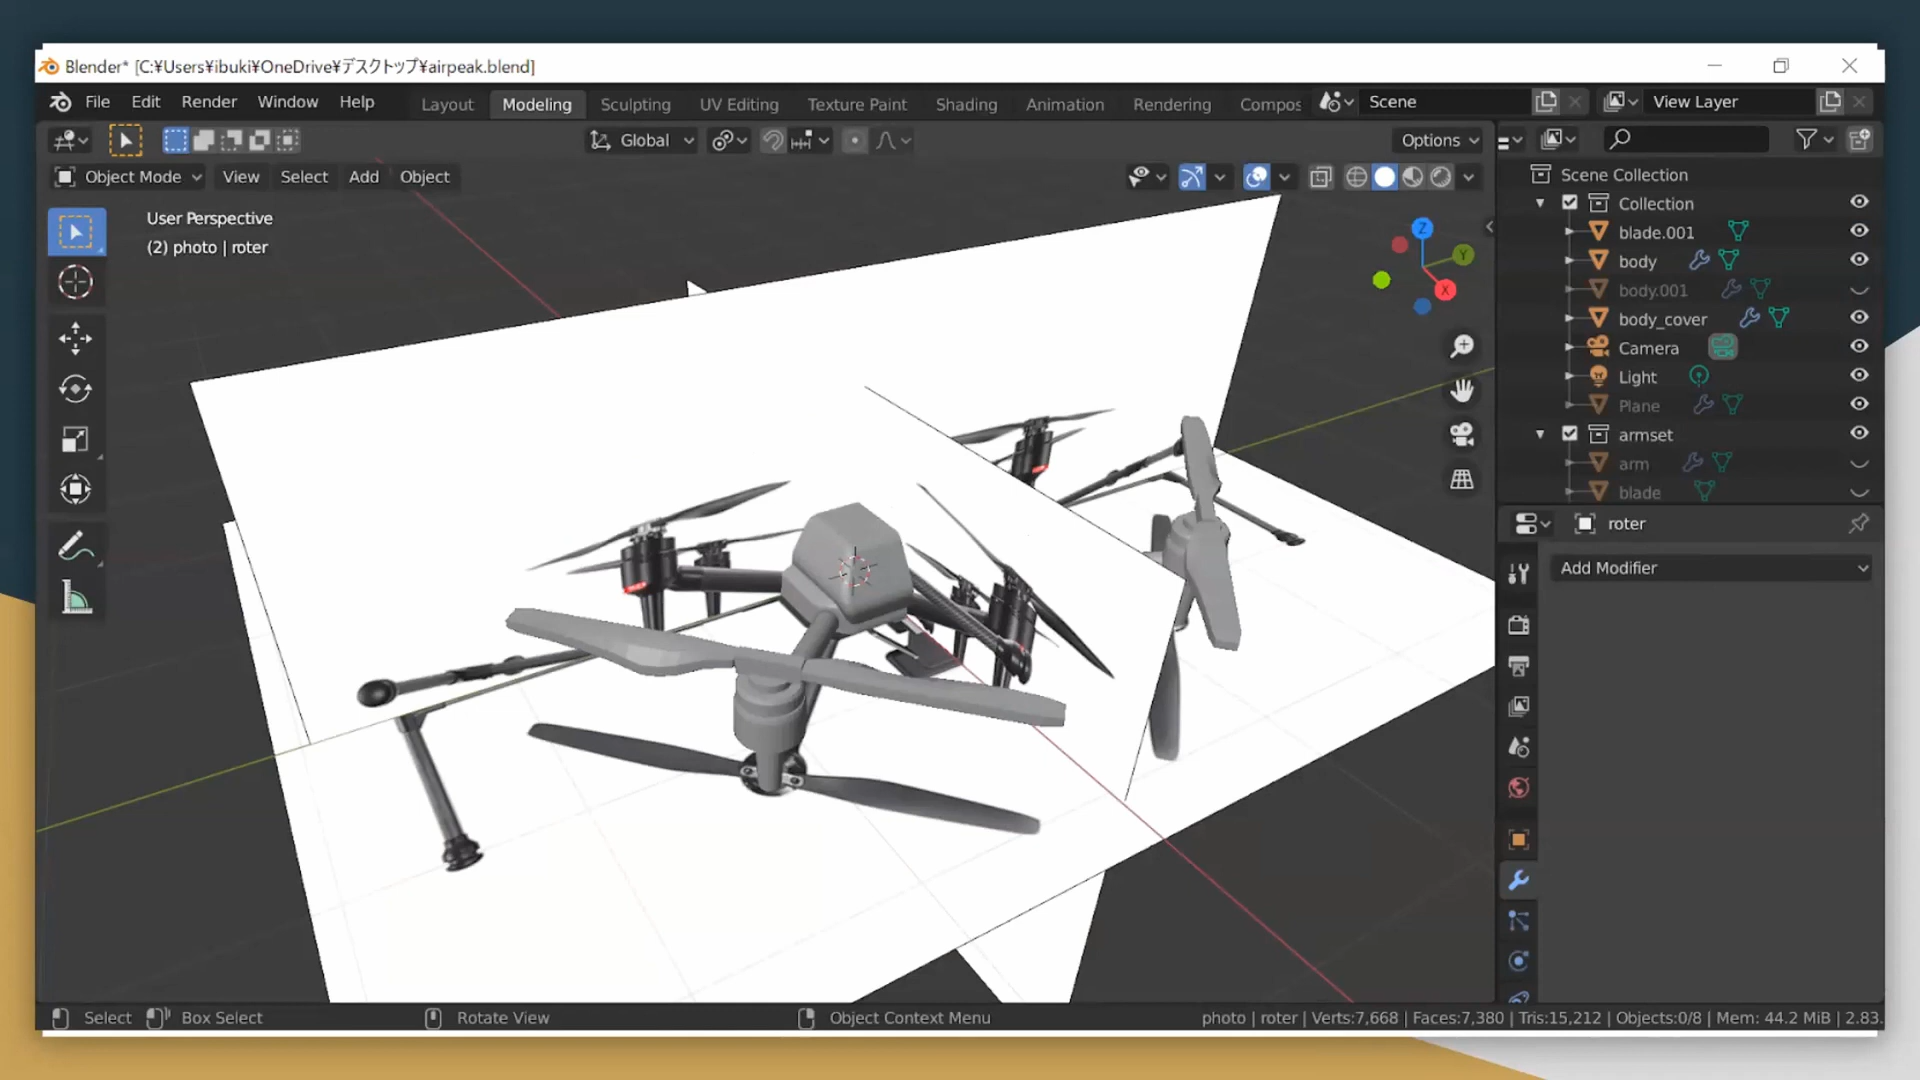 Blender* [C:¥Users¥ibuki¥OneDrive¥デスクトップ¥airpeak.blend]
File Edit Render Window Help Layout Modeling Sculpting UV Editing Texture Paint Shading Animation Rendering Compos Scene View Layer
Global Options
Object Mode View Select Add Object
User Perspective
(2) photo | roter
Z
Y
X
Scene Collection
Collection
blade.001
body
body.001
body_cover
Camera
Light
Plane
armset
arm
blade
roter
Add Modifier
Select Box Select Rotate View Object Context Menu photo | roter | Verts:7,668 | Faces:7,380 | Tris:15,212 | Objects:0/8 | Mem: 44.2 MiB | 2.83.